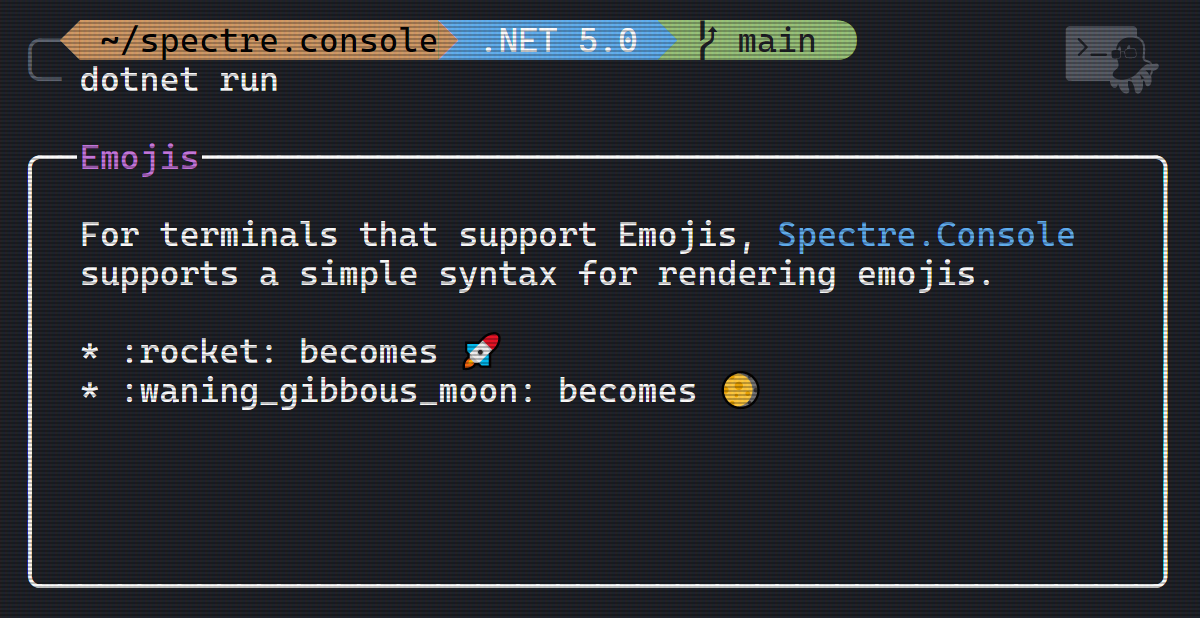 ~/spectre.console .NET 5.0 main
dotnet run
Emojis
For terminals that support Emojis, Spectre.Console
supports a simple syntax for rendering emojis.
* :rocket: becomes 🚀
* :waning_gibbous_moon: becomes 🌖